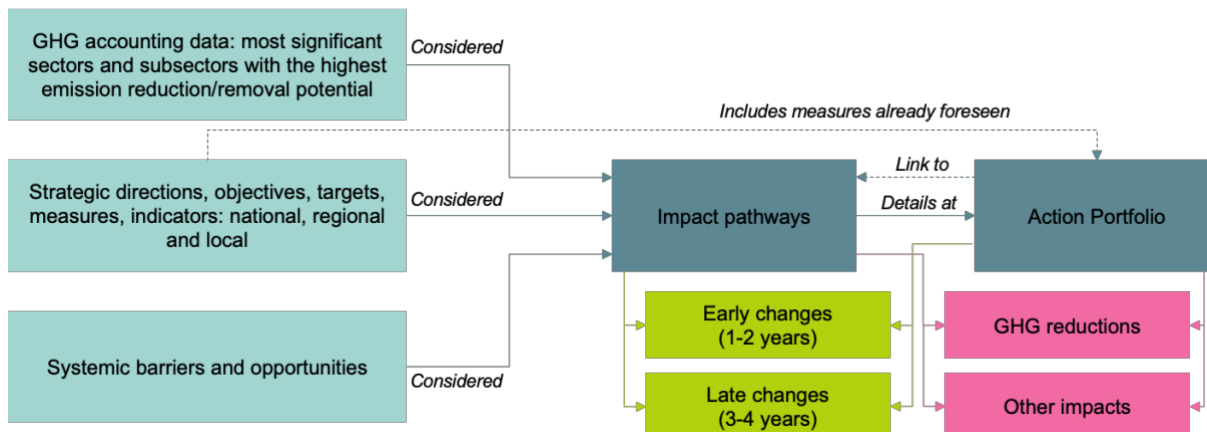 GHG accounting data: most significant
sectors and subsectors with the highest
emission reduction/removal potential
Considered
Includes measures already foreseen
Strategic directions, objectives, targets,
measures, indicators: national, regional
and local
Considered
Impact pathways
Link to
Details at
Action Portfolio
Early changes
(1-2 years)
GHG reductions
Systemic barriers and opportunities
Considered
Late changes
(3-4 years)
Other impacts